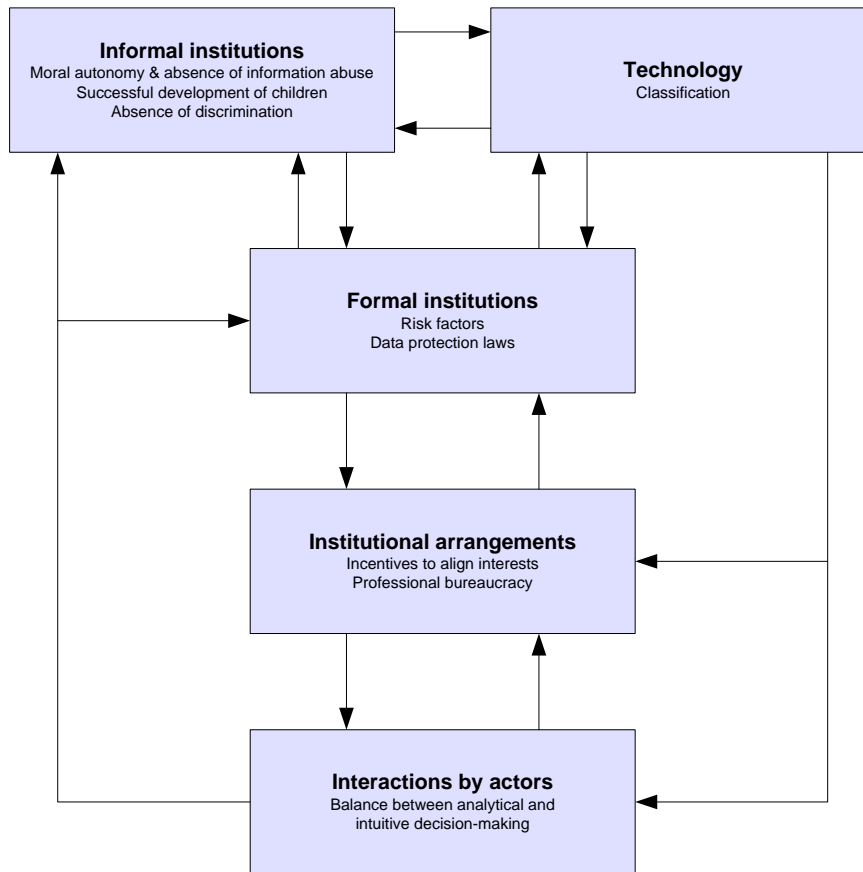 Informal institutions
Moral autonomy & absence of information abuse
Successful development of children
Absence of discrimination
Technology
Classification
Formal institutions
Risk factors
Data protection laws
Institutional arrangements
Incentives to align interests
Professional bureaucracy
Interactions by actors
Balance between analytical and
intuitive decision-making